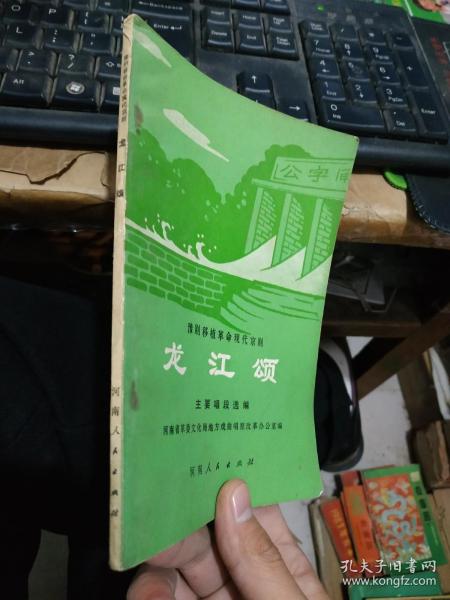 公字闸
豫剧移植革命现代京剧
龙江颂
主要唱段选编
河南省革委文化局地方戏曲唱腔改革办公室编
河南人民出版社
龙江颂
河南人民出版社
孔夫子旧书网
www.kongfz.com